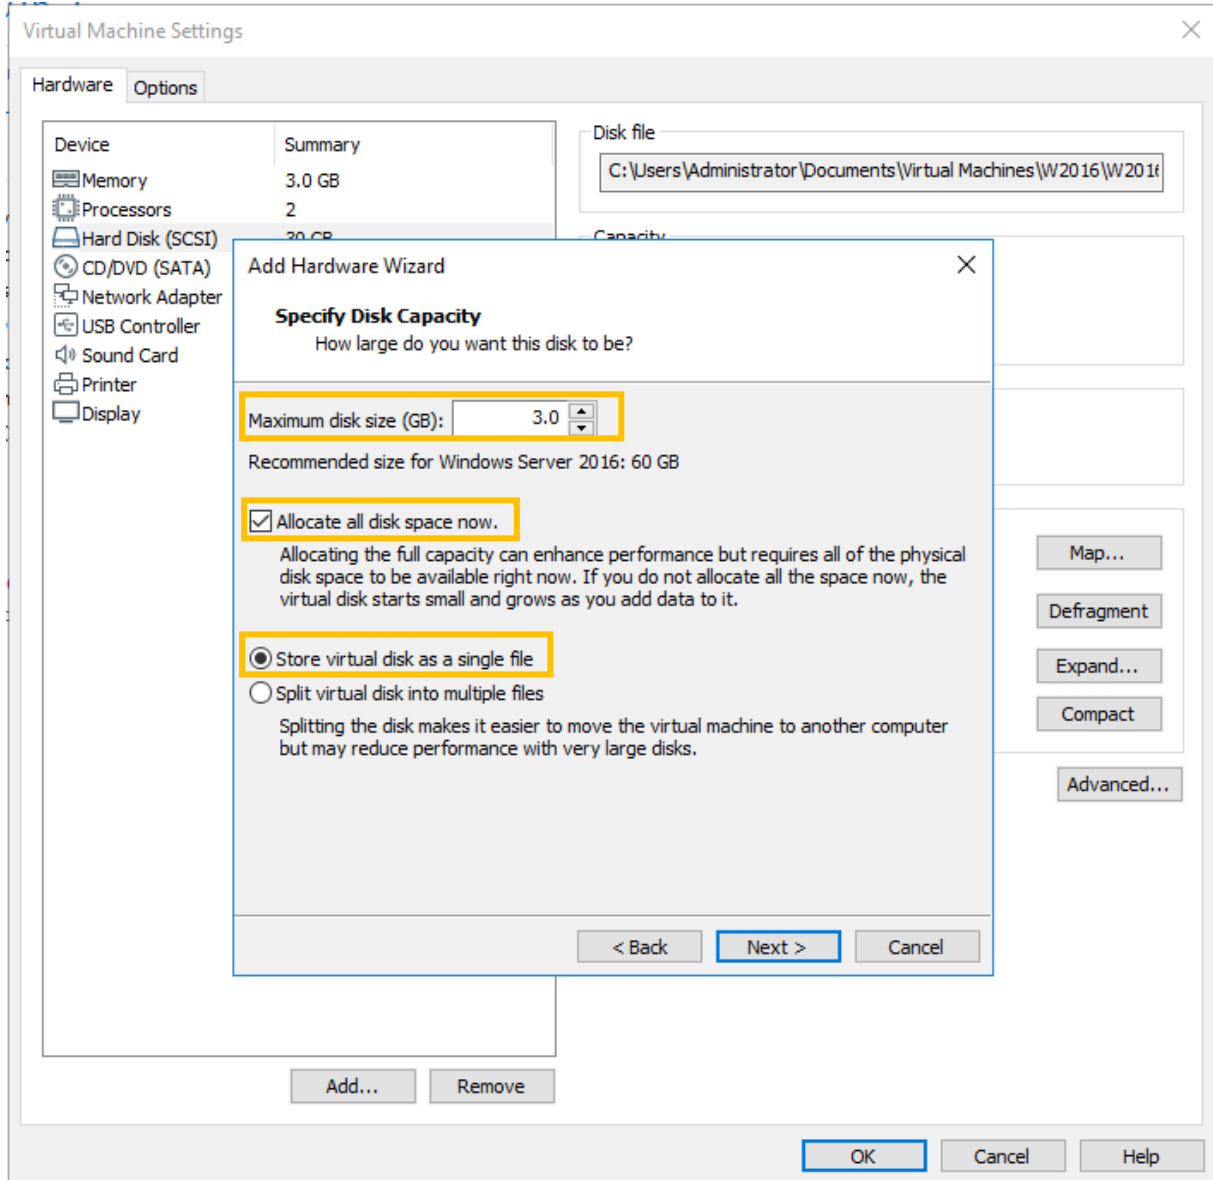 Virtual Machine Settings
Hardware
Options
Device Summary
Memory 3.0 GB
Processors 2
Hard Disk (SCSI) 30 GB
CD/DVD (SATA)
Network Adapter
USB Controller
Sound Card
Printer
Display
Disk file
C:\Users\Administrator\Documents\Virtual Machines\W2016\W2016
Capacity
Add Hardware Wizard
Specify Disk Capacity
How large do you want this disk to be?
Maximum disk size (GB): 3.0
Recommended size for Windows Server 2016: 60 GB
Allocate all disk space now.
Allocating the full capacity can enhance performance but requires all of the physical
disk space to be available right now. If you do not allocate all the space now, the
virtual disk starts small and grows as you add data to it.
Store virtual disk as a single file
Split virtual disk into multiple files
Splitting the disk makes it easier to move the virtual machine to another computer
but may reduce performance with very large disks.
< Back
Next >
Cancel
Map...
Defragment
Expand...
Compact
Advanced...
Add...
Remove
OK
Cancel
Help